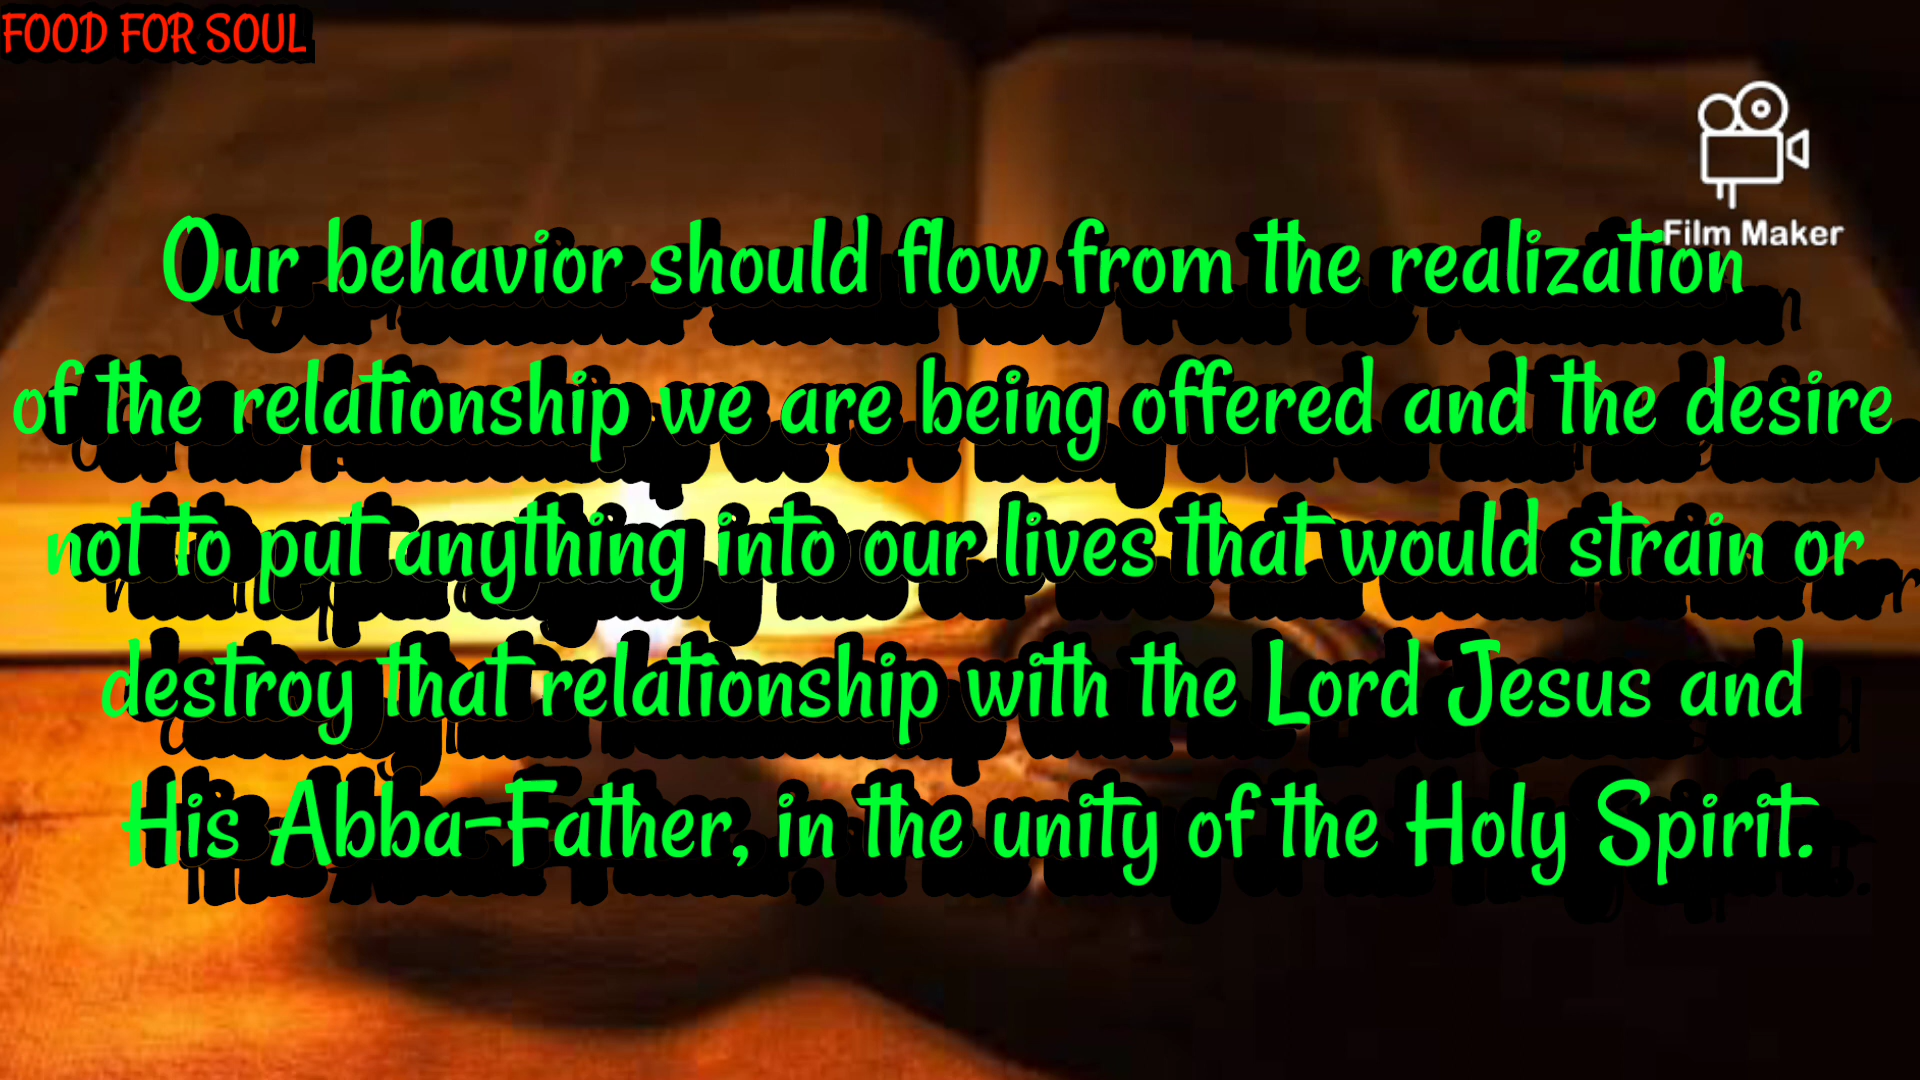 FOOD FOR SOUL
Film Maker
Our behavior should flow from the realization
of the relationship we are being offered and the desire
not to put anything into our lives that would strain or
destroy that relationship with the Lord Jesus and
His Abba-Father, in the unity of the Holy Spirit.